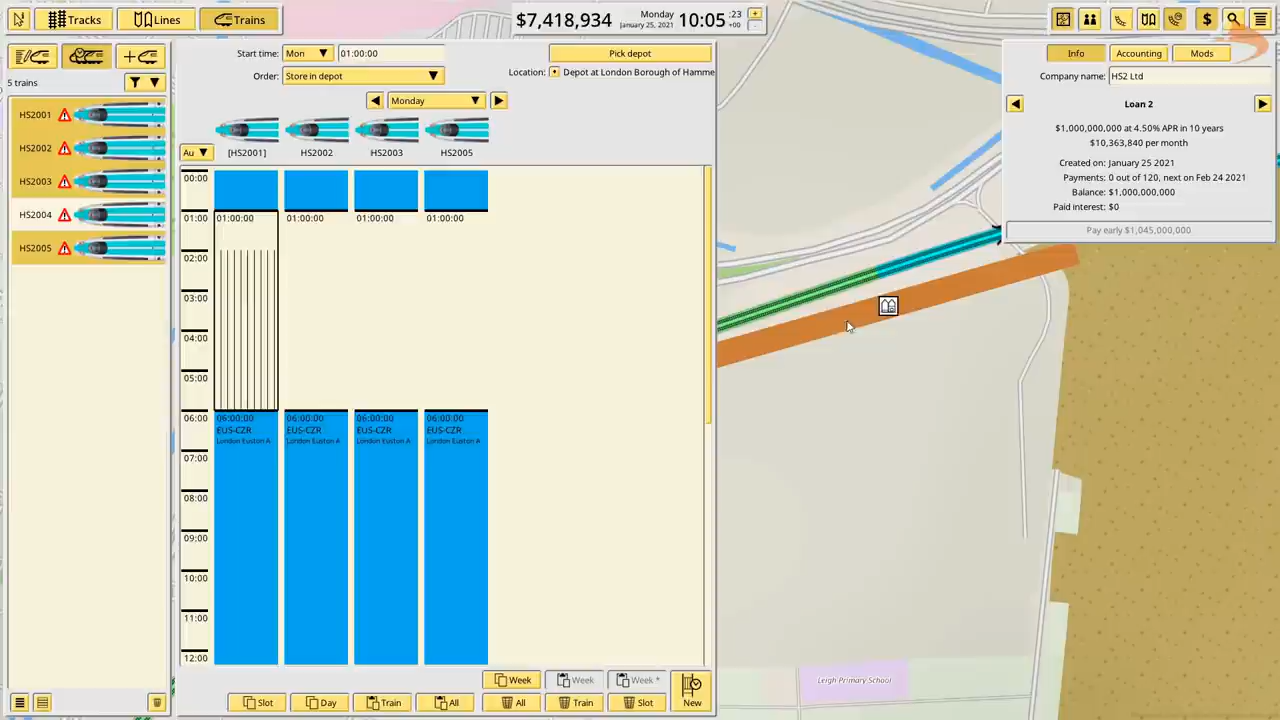 Tracks
Lines
Trains
$7,418,934
Monday
January 25, 2021
10:05
:23
+00
$
5 trains
HS2001
HS2002
HS2003
HS2004
HS2005
Start time:
Mon
01:00:00
Pick depot
Order:
Store in depot
Location:
Depot at London Borough of Hamme
Monday
Au
[HS2001]
HS2002
HS2003
HS2005
00:00
01:00
01:00:00
01:00:00
01:00:00
01:00:00
02:00
03:00
04:00
05:00
06:00
06:00:00
06:00:00
06:00:00
06:00:00
EUS-CZR
EUS-CZR
EUS-CZR
EUS-CZR
London Euston A
London Euston A
London Euston A
London Euston A
07:00
08:00
09:00
10:00
11:00
12:00
Week
Week
Week *
Slot
Day
Train
All
All
Train
Slot
New
Info
Accounting
Mods
Company name:
HS2 Ltd
Loan 2
$1,000,000,000 at 4.50% APR in 10 years
$10,363,840 per month
Created on: January 25 2021
Payments: 0 out of 120, next on Feb 24 2021
Balance: $1,000,000,000
Paid interest: $0
Pay early $1,045,000,000
Leigh Primary School